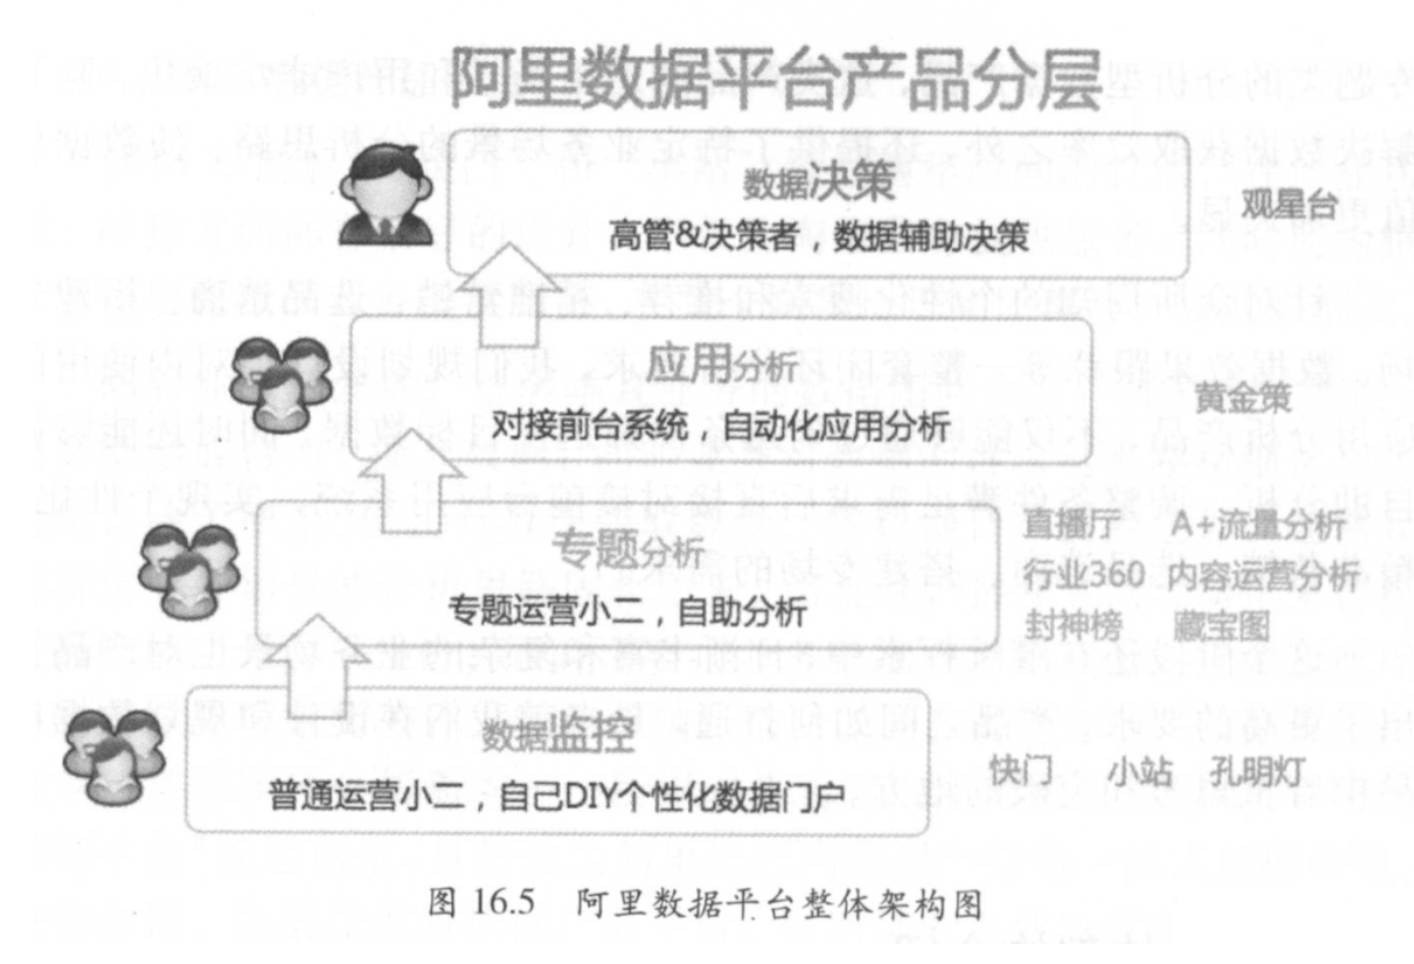 阿里数据平台产品分层
数据决策
高管&决策者，数据辅助决策
观星台
应用分析
对接前台系统，自动化应用分析
黄金策
专题分析
专题运营小二，自助分析
直播厅 A+流量分析
行业360 内容运营分析
封神榜 藏宝图
数据监控
普通运营小二，自己DIY个性化数据门户
快门 小站 孔明灯
图 16.5 阿里数据平台整体架构图